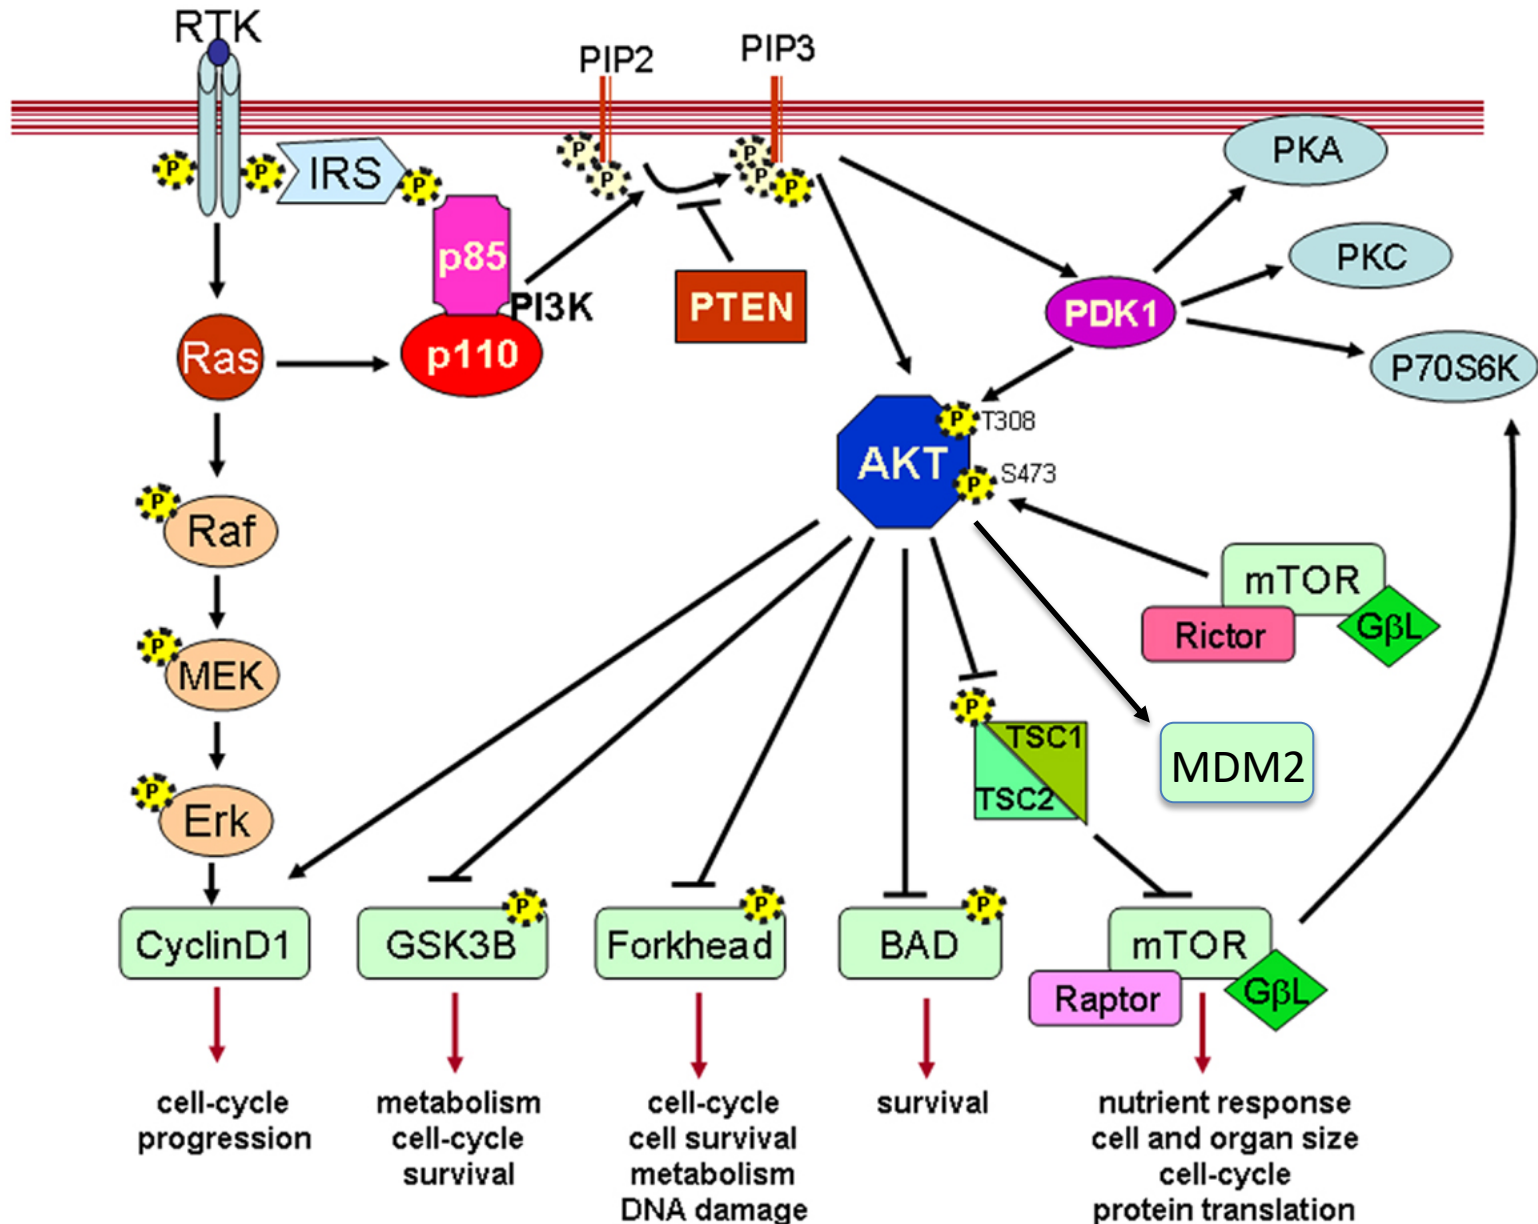 RTK
PIP2
PIP3
P
P
IRS
P
P
P
P
P
P
PKA
p85
PKC
PI3K
PTEN
PDK1
Ras
p110
P70S6K
P
T308
AKT
P
S473
P
Raf
mTOR
Rictor
GβL
P
MEK
P
TSC1
TSC2
MDM2
P
Erk
P
P
P
CyclinD1
GSK3B
Forkhead
BAD
mTOR
Raptor
GβL
cell-cycle
progression
metabolism
cell-cycle
survival
cell-cycle
cell survival
metabolism
DNA damage
survival
nutrient response
cell and organ size
cell-cycle
protein translation